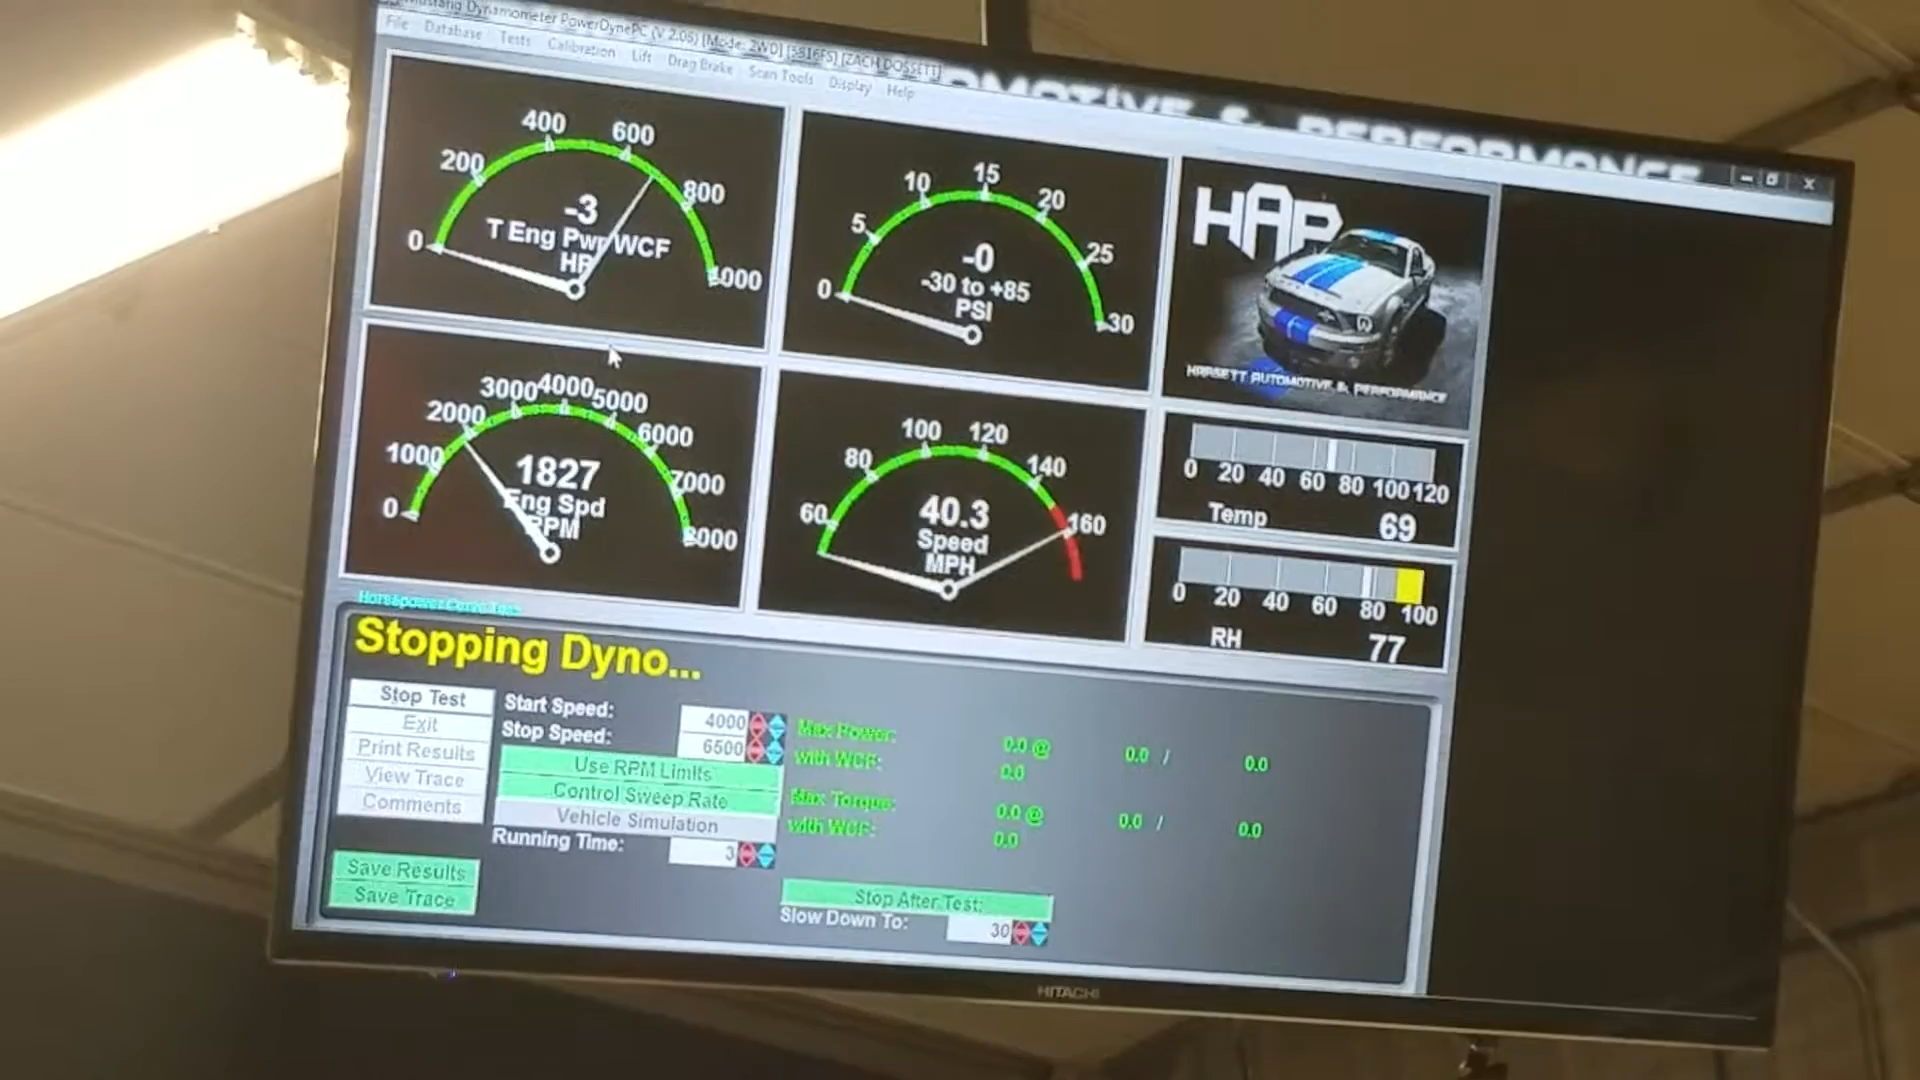 Mustang Dynamometer PowerDynePC (V 2.06) [Mode: 2WD] [5816FS] [ZACH DOSSETT]
File Database Tests Calibration Lift Drag Brake Scan Tools Display Help
OMOTIVE & PERFORMANCE
0 200 400 600 800 1000
-3
T Eng Pwr WCF
HP
0 5 10 15 20 25 30
-0
-30 to +85
PSI
HAP
HARSETT AUTOMOTIVE & PERFORMANCE
0 1000 2000 3000 4000 5000 6000 7000 8000
1827
Eng Spd
RPM
60 80 100 120 140 160
40.3
Speed
MPH
0 20 40 60 80 100 120
Temp 69
0 20 40 60 80 100
RH 77
Horsepower Curve Test
Stopping Dyno...
Stop Test
Exit
Print Results
View Trace
Comments
Save Results
Save Trace
Start Speed: 4000
Stop Speed: 6500
Use RPM Limits
Control Sweep Rate
Vehicle Simulation
Running Time: 3
Max Power: 0.0 @ 0.0 / 0.0
with WCF: 0.0
Max Torque: 0.0 @ 0.0 / 0.0
with WCF: 0.0
Stop After Test:
Slow Down To: 30
HITACHI